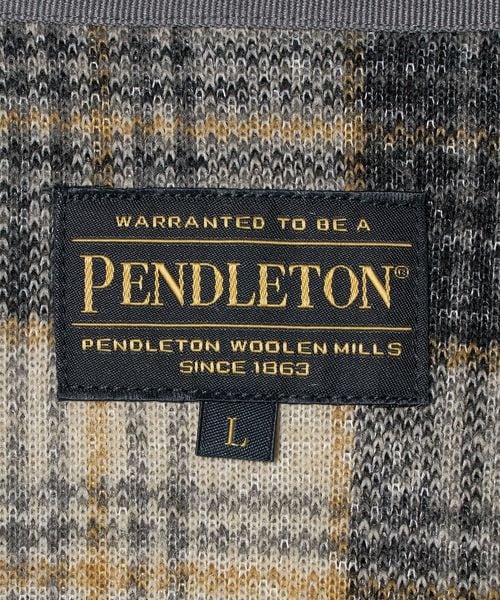 WARRANTED TO BE A
PENDLETON®
PENDLETON WOOLEN MILLS
SINCE 1863
L